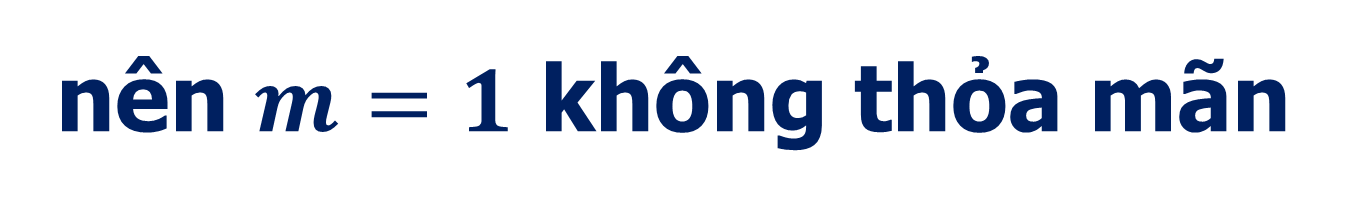 nên 𝒎 = 𝟏 không thỏa mãn